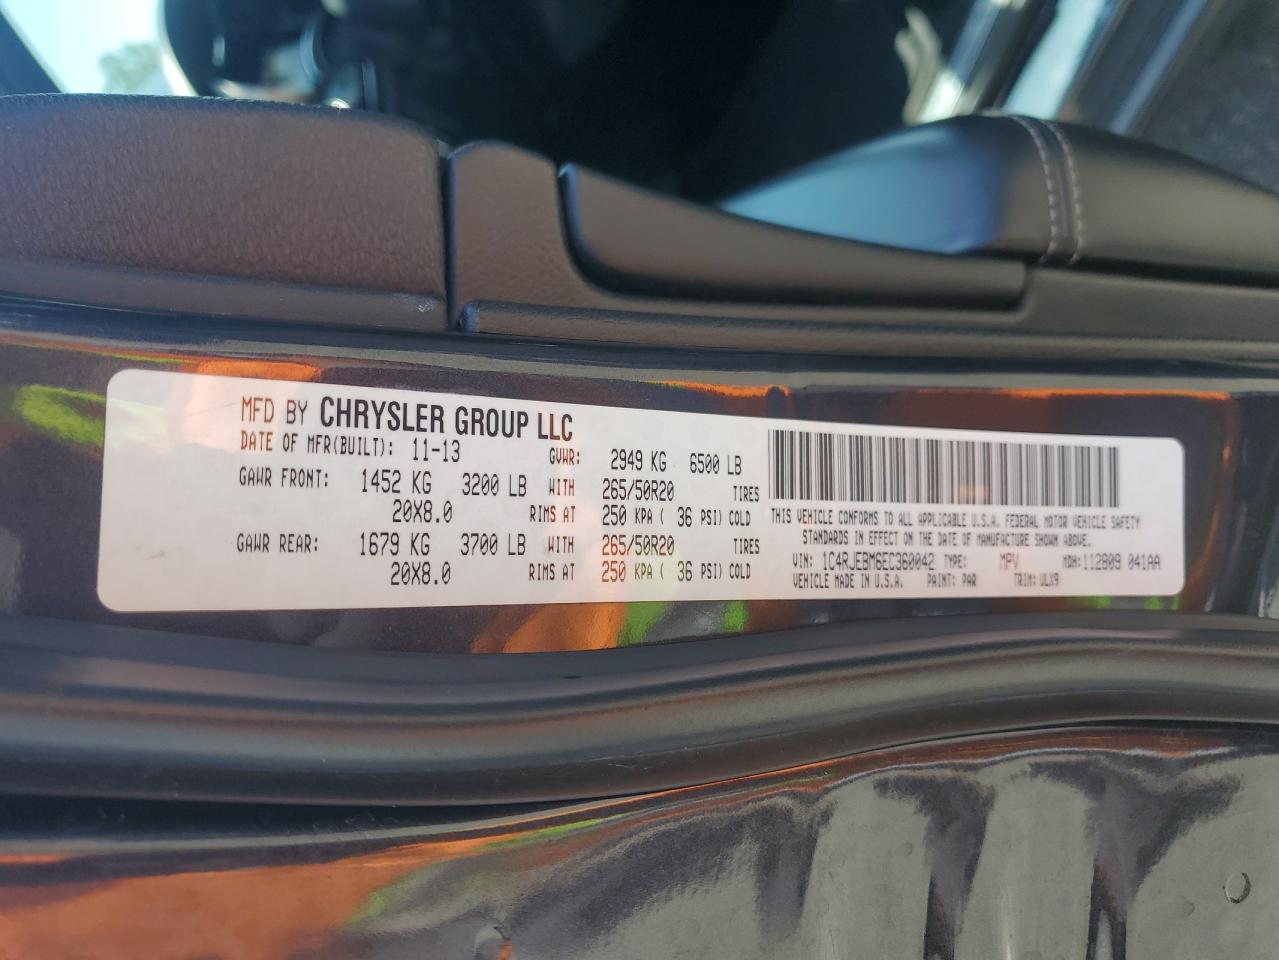 MFD BY CHRYSLER GROUP LLC
DATE OF MFR(BUILT): 11-13 GVWR: 2949 KG 6500 LB
GAWR FRONT: 1452 KG 3200 LB WITH 265/50R20 TIRES
20X8.0 RIMS AT 250 KPA ( 36 PSI) COLD
GAWR REAR: 1679 KG 3700 LB WITH 265/50R20 TIRES
20X8.0 RIMS AT 250 KPA ( 36 PSI) COLD
THIS VEHICLE CONFORMS TO ALL APPLICABLE U.S.A. FEDERAL MOTOR VEHICLE SAFETY
STANDARDS IN EFFECT ON THE DATE OF MANUFACTURE SHOWN ABOVE.
VIN: 1C4RJEBM6EC360042 TYPE: MPV MDH: 112809 041AA
VEHICLE MADE IN U.S.A. PAINT: PAR TRIM: ULX9